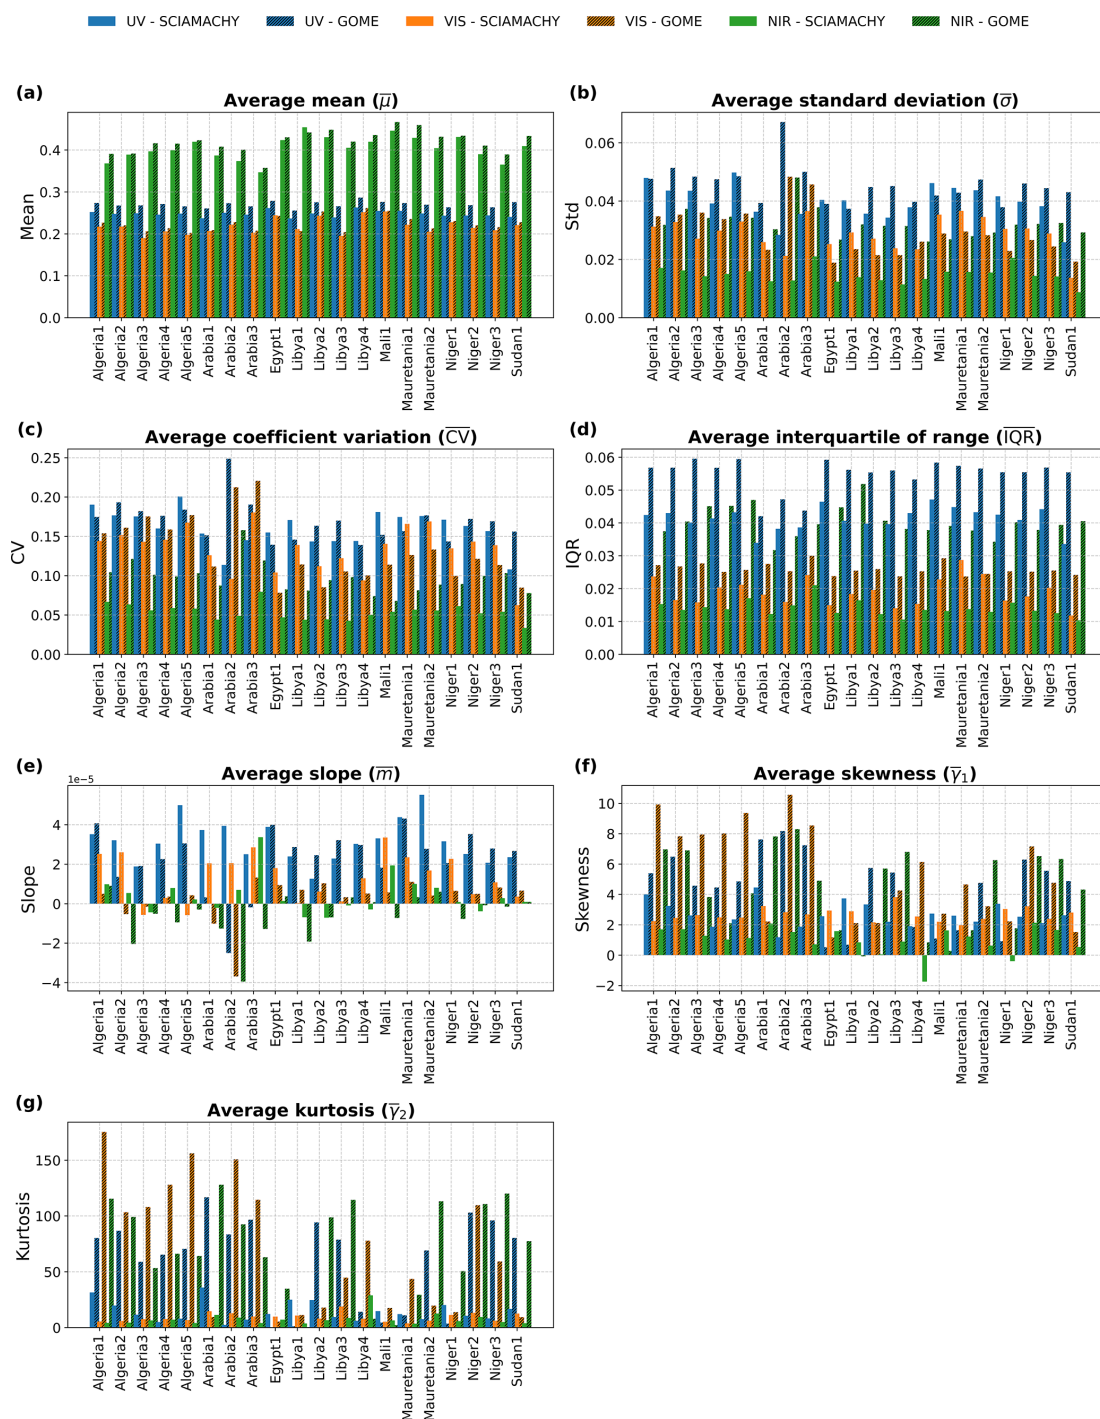 UV - SCIAMACHY UV - GOME VIS - SCIAMACHY VIS - GOME NIR - SCIAMACHY NIR - GOME
(a)
Average mean (μ̅)
Mean
0.4
0.3
0.2
0.1
0.0
Algeria1 Algeria2 Algeria3 Algeria4 Algeria5 Arabia1 Arabia2 Arabia3 Egypt1 Libya1 Libya2 Libya3 Libya4 Mali1 Mauretania1 Mauretania2 Niger1 Niger2 Niger3 Sudan1
(b)
Average standard deviation (σ̅)
Std
0.06
0.04
0.02
0.00
Algeria1 Algeria2 Algeria3 Algeria4 Algeria5 Arabia1 Arabia2 Arabia3 Egypt1 Libya1 Libya2 Libya3 Libya4 Mali1 Mauretania1 Mauretania2 Niger1 Niger2 Niger3 Sudan1
(c)
Average coefficient variation (C̅V̅)
CV
0.25
0.20
0.15
0.10
0.05
0.00
Algeria1 Algeria2 Algeria3 Algeria4 Algeria5 Arabia1 Arabia2 Arabia3 Egypt1 Libya1 Libya2 Libya3 Libya4 Mali1 Mauretania1 Mauretania2 Niger1 Niger2 Niger3 Sudan1
(d)
Average interquartile of range (I̅Q̅R̅)
IQR
0.06
0.05
0.04
0.03
0.02
0.01
0.00
Algeria1 Algeria2 Algeria3 Algeria4 Algeria5 Arabia1 Arabia2 Arabia3 Egypt1 Libya1 Libya2 Libya3 Libya4 Mali1 Mauretania1 Mauretania2 Niger1 Niger2 Niger3 Sudan1
(e)
Average slope (m̅)
1e−5
Slope
4
2
0
−2
−4
Algeria1 Algeria2 Algeria3 Algeria4 Algeria5 Arabia1 Arabia2 Arabia3 Egypt1 Libya1 Libya2 Libya3 Libya4 Mali1 Mauretania1 Mauretania2 Niger1 Niger2 Niger3 Sudan1
(f)
Average skewness (γ̅₁)
Skewness
10
8
6
4
2
0
−2
Algeria1 Algeria2 Algeria3 Algeria4 Algeria5 Arabia1 Arabia2 Arabia3 Egypt1 Libya1 Libya2 Libya3 Libya4 Mali1 Mauretania1 Mauretania2 Niger1 Niger2 Niger3 Sudan1
(g)
Average kurtosis (γ̅₂)
Kurtosis
150
100
50
0
Algeria1 Algeria2 Algeria3 Algeria4 Algeria5 Arabia1 Arabia2 Arabia3 Egypt1 Libya1 Libya2 Libya3 Libya4 Mali1 Mauretania1 Mauretania2 Niger1 Niger2 Niger3 Sudan1